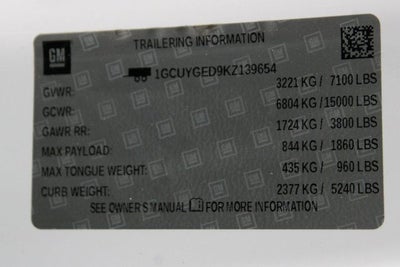 GM
TRAILERING INFORMATION
1GCUYGED9KZ139654
GVWR: 3221 KG / 7100 LBS
GCWR: 6804 KG / 15000 LBS
GAWR RR: 1724 KG / 3800 LBS
MAX PAYLOAD: 844 KG / 1860 LBS
MAX TONGUE WEIGHT: 435 KG / 960 LBS
CURB WEIGHT: 2377 KG / 5240 LBS
SEE OWNER'S MANUAL FOR MORE INFORMATION